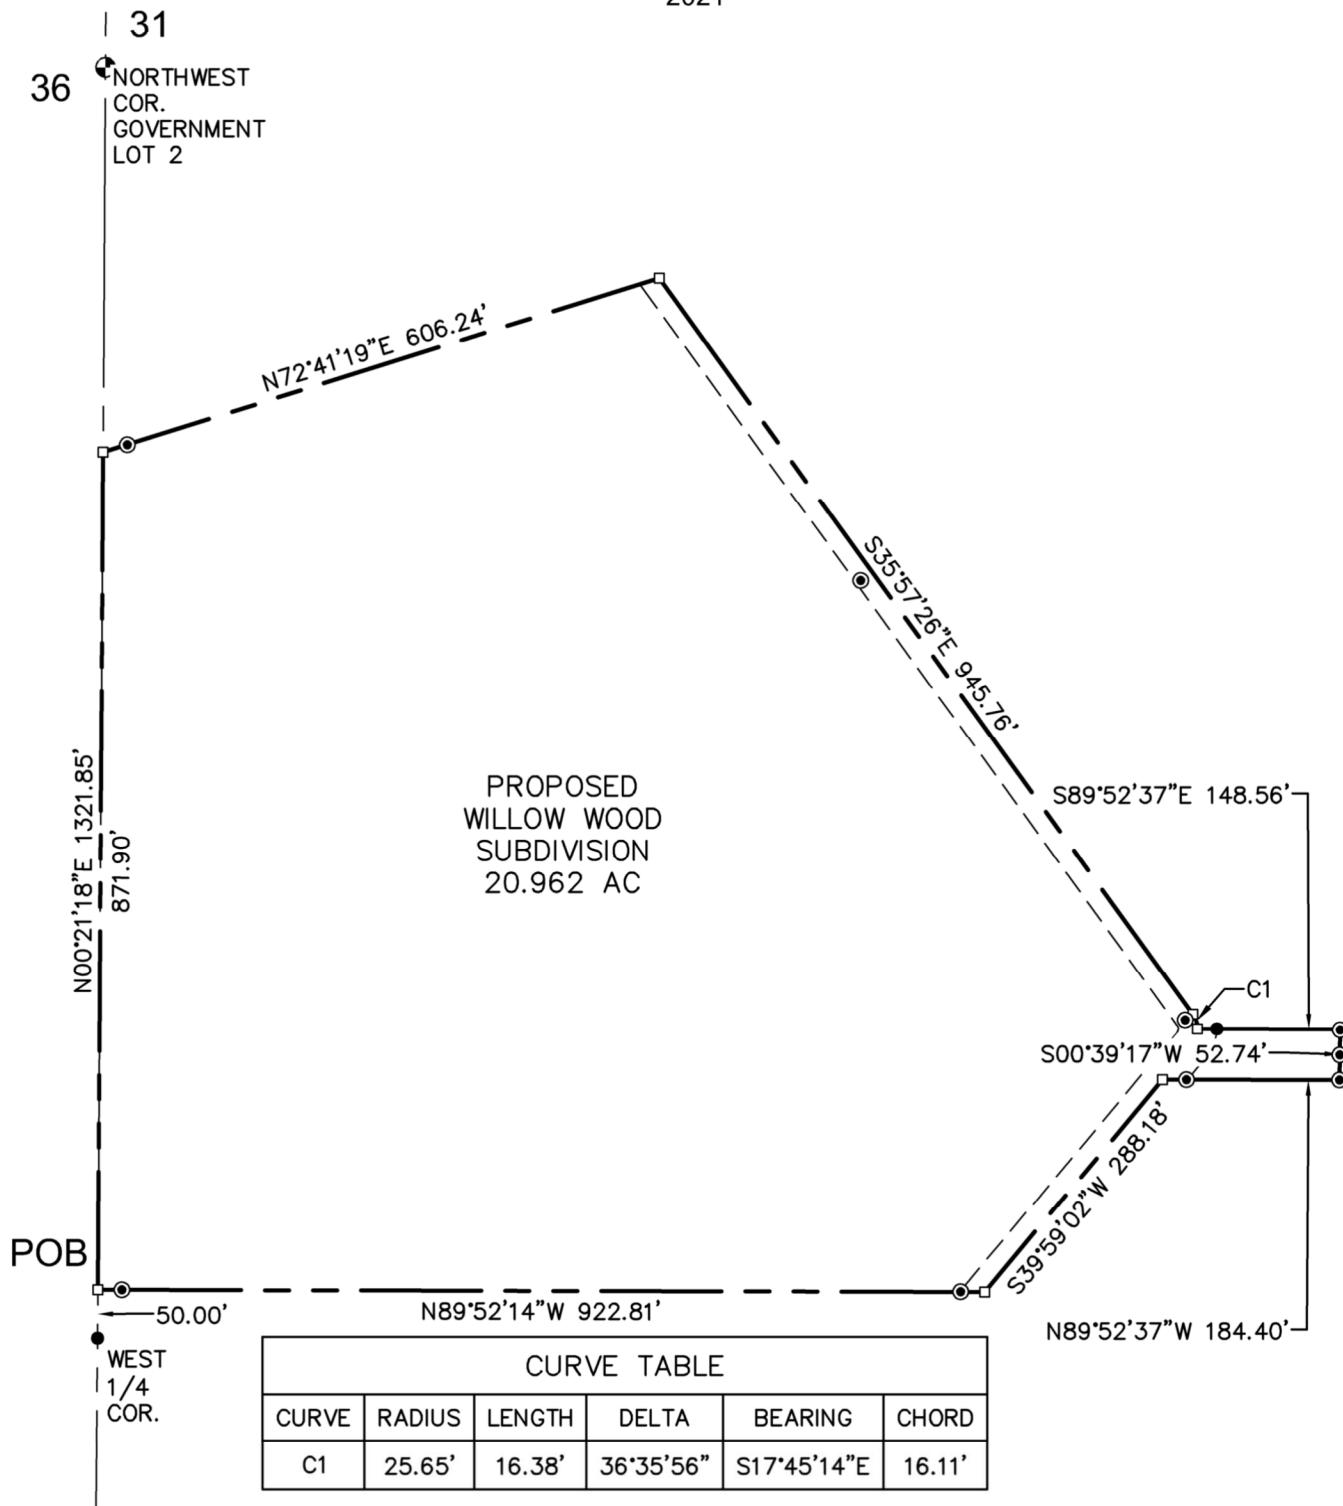 31
36
NORTHWEST
COR.
GOVERNMENT
LOT 2
N72°41'19"E 606.24'
S35°57'26"E 945.76'
N00°21'18"E 1321.85'
871.90'
PROPOSED
WILLOW WOOD
SUBDIVISION
20.962 AC
S89°52'37"E 148.56'
C1
S00°39'17"W 52.74'
S39°59'02"W 288.18'
N89°52'37"W 184.40'
POB
50.00'
N89°52'14"W 922.81'
WEST
1/4
COR.
CURVE TABLE
CURVE RADIUS LENGTH DELTA BEARING CHORD
C1 25.65' 16.38' 36°35'56" S17°45'14"E 16.11'